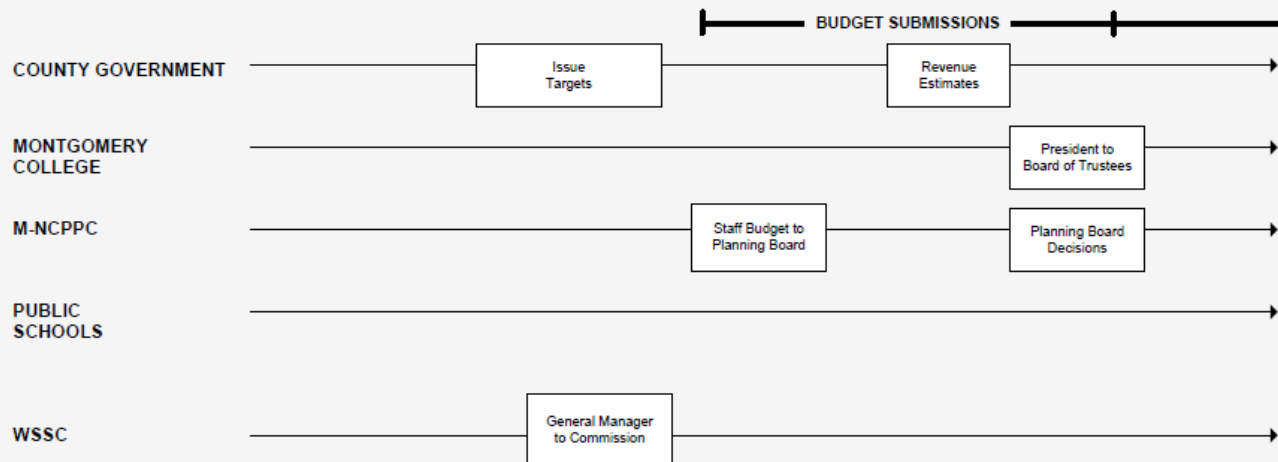 BUDGET SUBMISSIONS
COUNTY GOVERNMENT
Issue
Targets
Revenue
Estimates
MONTGOMERY
COLLEGE
President to
Board of Trustees
M-NCPPC
Staff Budget to
Planning Board
Planning Board
Decisions
PUBLIC
SCHOOLS
WSSC
General Manager
to Commission